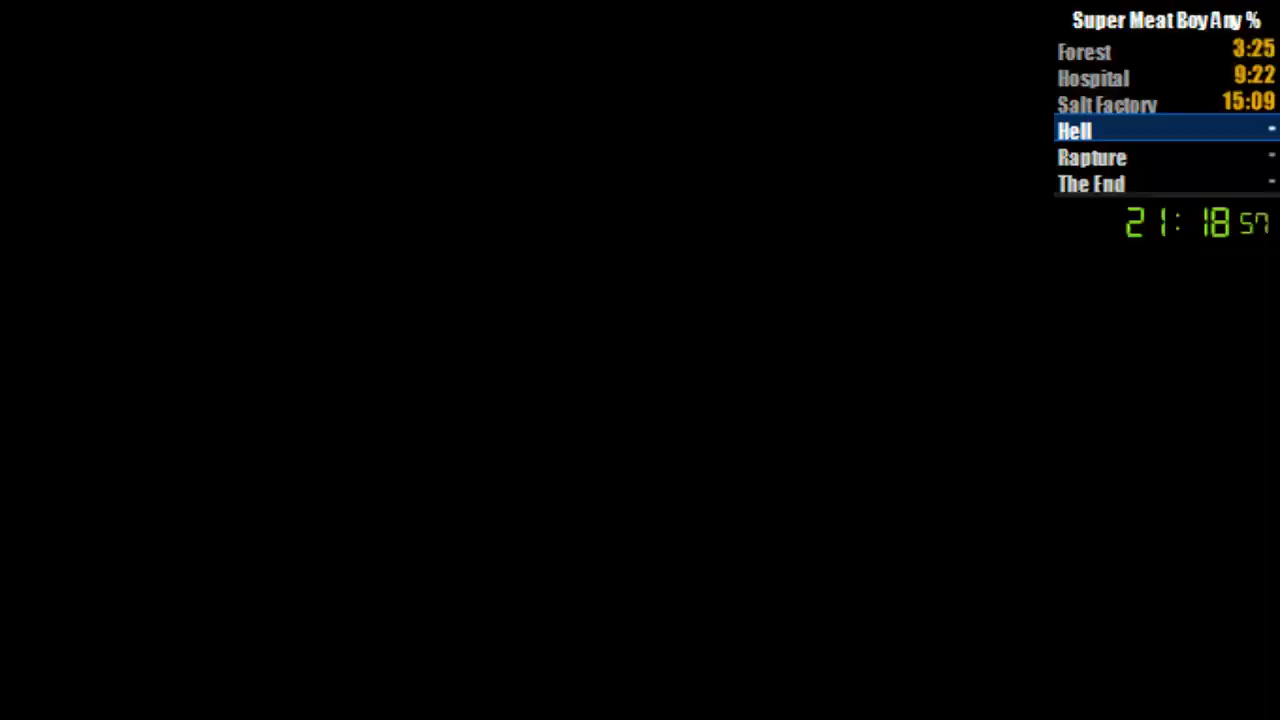 Super Meat Boy Any %
Forest 3:25
Hospital 9:22
Salt Factory 15:09
Hell -
Rapture -
The End -
21:18 57